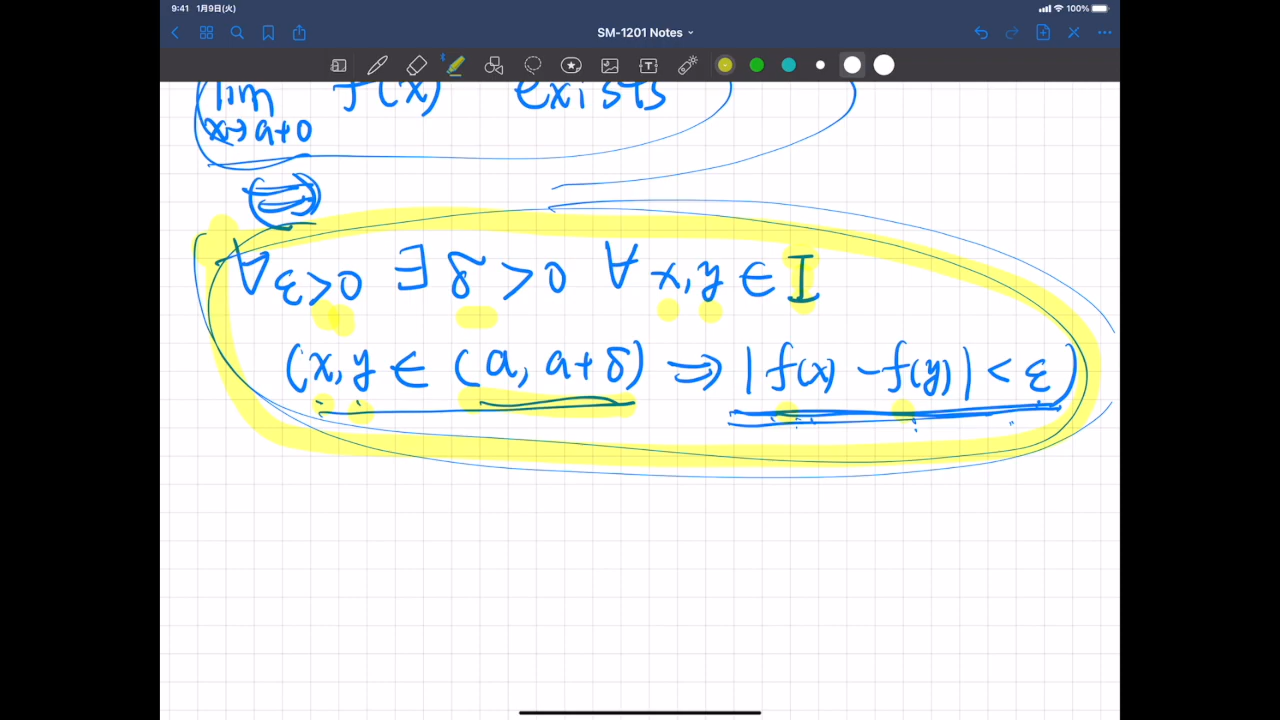 9:41 1月9日(火)
100%
SM-1201 Notes
lim f(x) exists
x→a+0
⇔
∀ε>0 ∃δ>0 ∀x,y∈I
(x,y∈(a,a+δ)⇒|f(x)-f(y)|<ε)